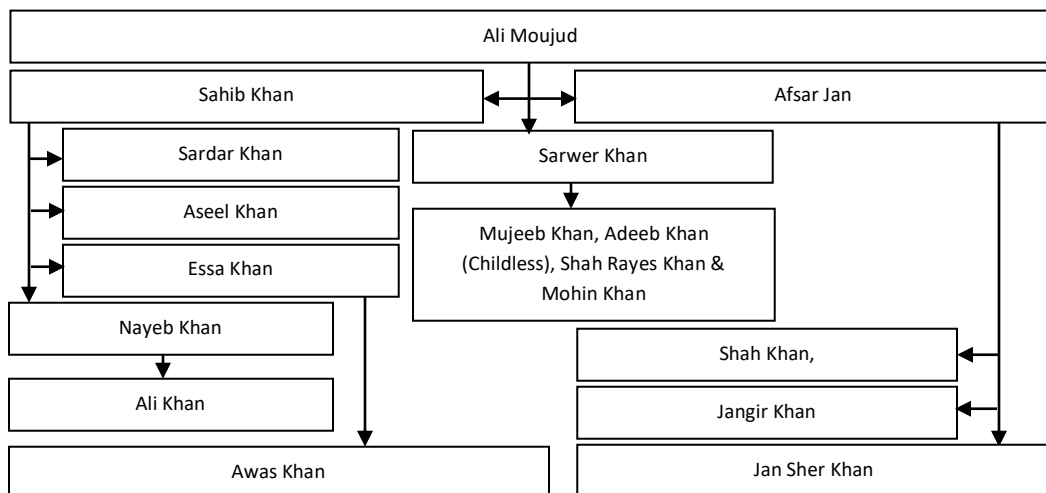 Ali Moujud
Sahib Khan
Afsar Jan
Sardar Khan
Sarwer Khan
Aseel Khan
Mujeeb Khan, Adeeb Khan
(Childless), Shah Rayes Khan &
Mohin Khan
Essa Khan
Nayeb Khan
Shah Khan,
Ali Khan
Jangir Khan
Awas Khan
Jan Sher Khan